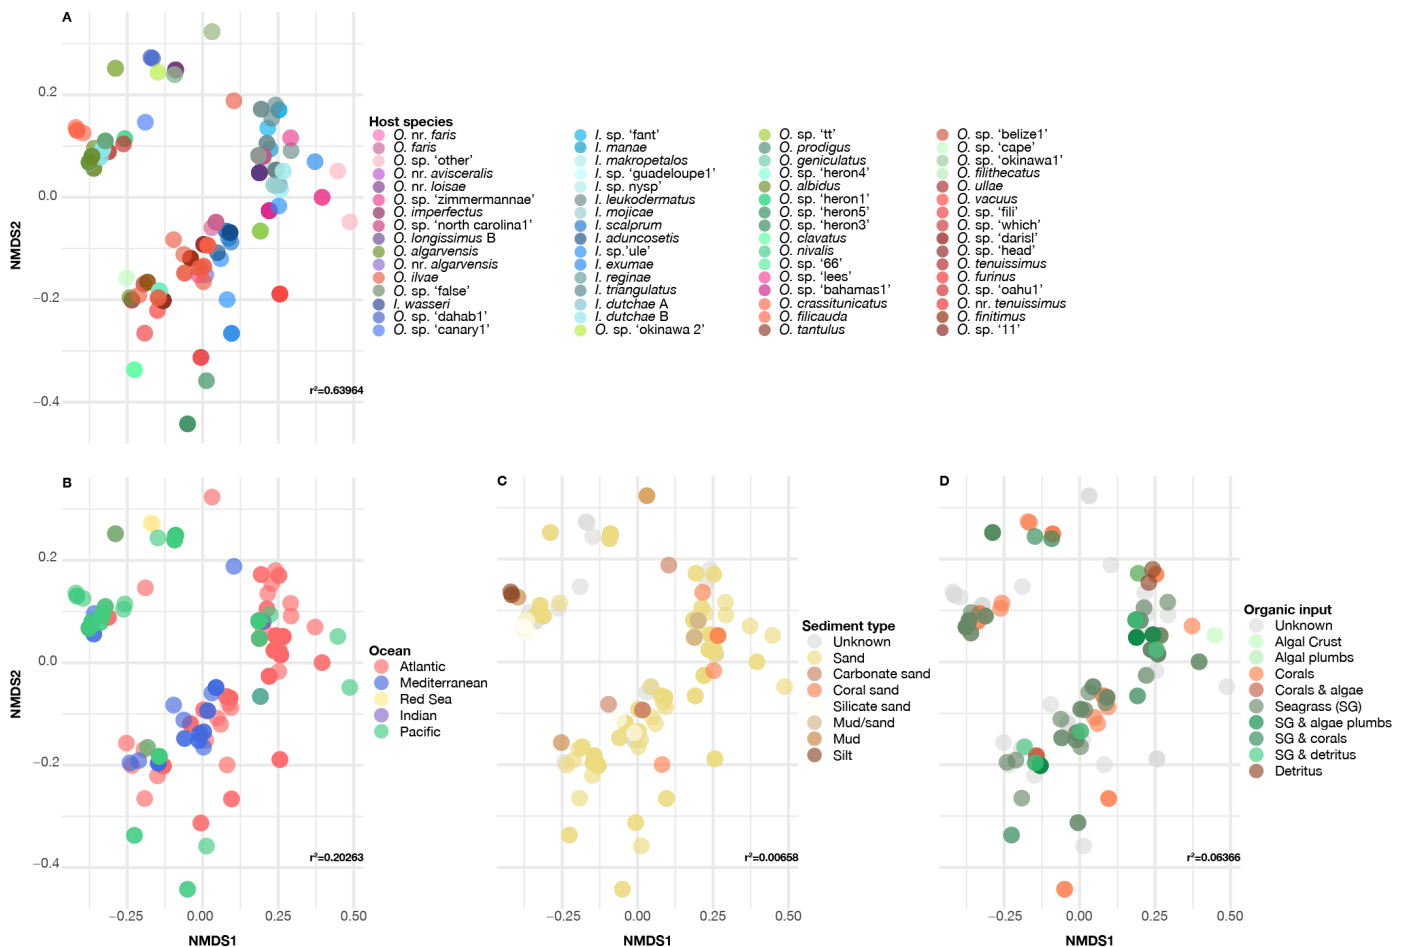 A
0.2
0.0
−0.2
−0.4
NMDS2
r²=0.63964
Host species
O. nr. faris
O. faris
O. sp. ‘other’
O. nr. avisceralis
O. nr. loisae
O. sp. ‘zimmermannae’
O. imperfectus
O. sp. ‘north carolina1’
O. longissimus B
O. algarvensis
O. nr. algarvensis
O. ilvae
O. sp. ‘false’
I. wasseri
O. sp. ‘dahab1’
O. sp. ‘canary1’
I. sp. ‘fant’
I. manae
I. makropetalos
I. sp. ‘guadeloupe1’
I. sp. nysp’
I. leukodermatus
I. mojicae
I. scalprum
I. aduncosetis
I. sp.‘ule’
I. exumae
I. reginae
I. triangulatus
I. dutchae A
I. dutchae B
O. sp. ‘okinawa 2’
O. sp. ‘tt’
O. prodigus
O. geniculatus
O. sp. ‘heron4’
O. albidus
O. sp. ‘heron1’
O. sp. ‘heron5’
O. sp. ‘heron3’
O. clavatus
O. nivalis
O. sp. ‘66’
O. sp. ‘lees’
O. sp. ‘bahamas1’
O. crassitunicatus
O. filicauda
O. tantulus
O. sp. ‘belize1’
O. sp. ‘cape’
O. sp. ‘okinawa1’
O. filithecatus
O. ullae
O. vacuus
O. sp. ‘fili’
O. sp. ‘which’
O. sp. ‘darisl’
O. sp. ‘head’
O. tenuissimus
O. furinus
O. sp. ‘oahu1’
O. nr. tenuissimus
O. finitimus
O. sp. ‘11’
B
0.2
0.0
−0.2
−0.4
NMDS2
−0.25
0.00
0.25
0.50
NMDS1
r²=0.20263
Ocean
Atlantic
Mediterranean
Red Sea
Indian
Pacific
C
−0.25
0.00
0.25
0.50
NMDS1
r²=0.00658
Sediment type
Unknown
Sand
Carbonate sand
Coral sand
Silicate sand
Mud/sand
Mud
Silt
D
−0.25
0.00
0.25
0.50
NMDS1
r²=0.06366
Organic input
Unknown
Algal Crust
Algal plumbs
Corals
Corals & algae
Seagrass (SG)
SG & algae plumbs
SG & corals
SG & detritus
Detritus